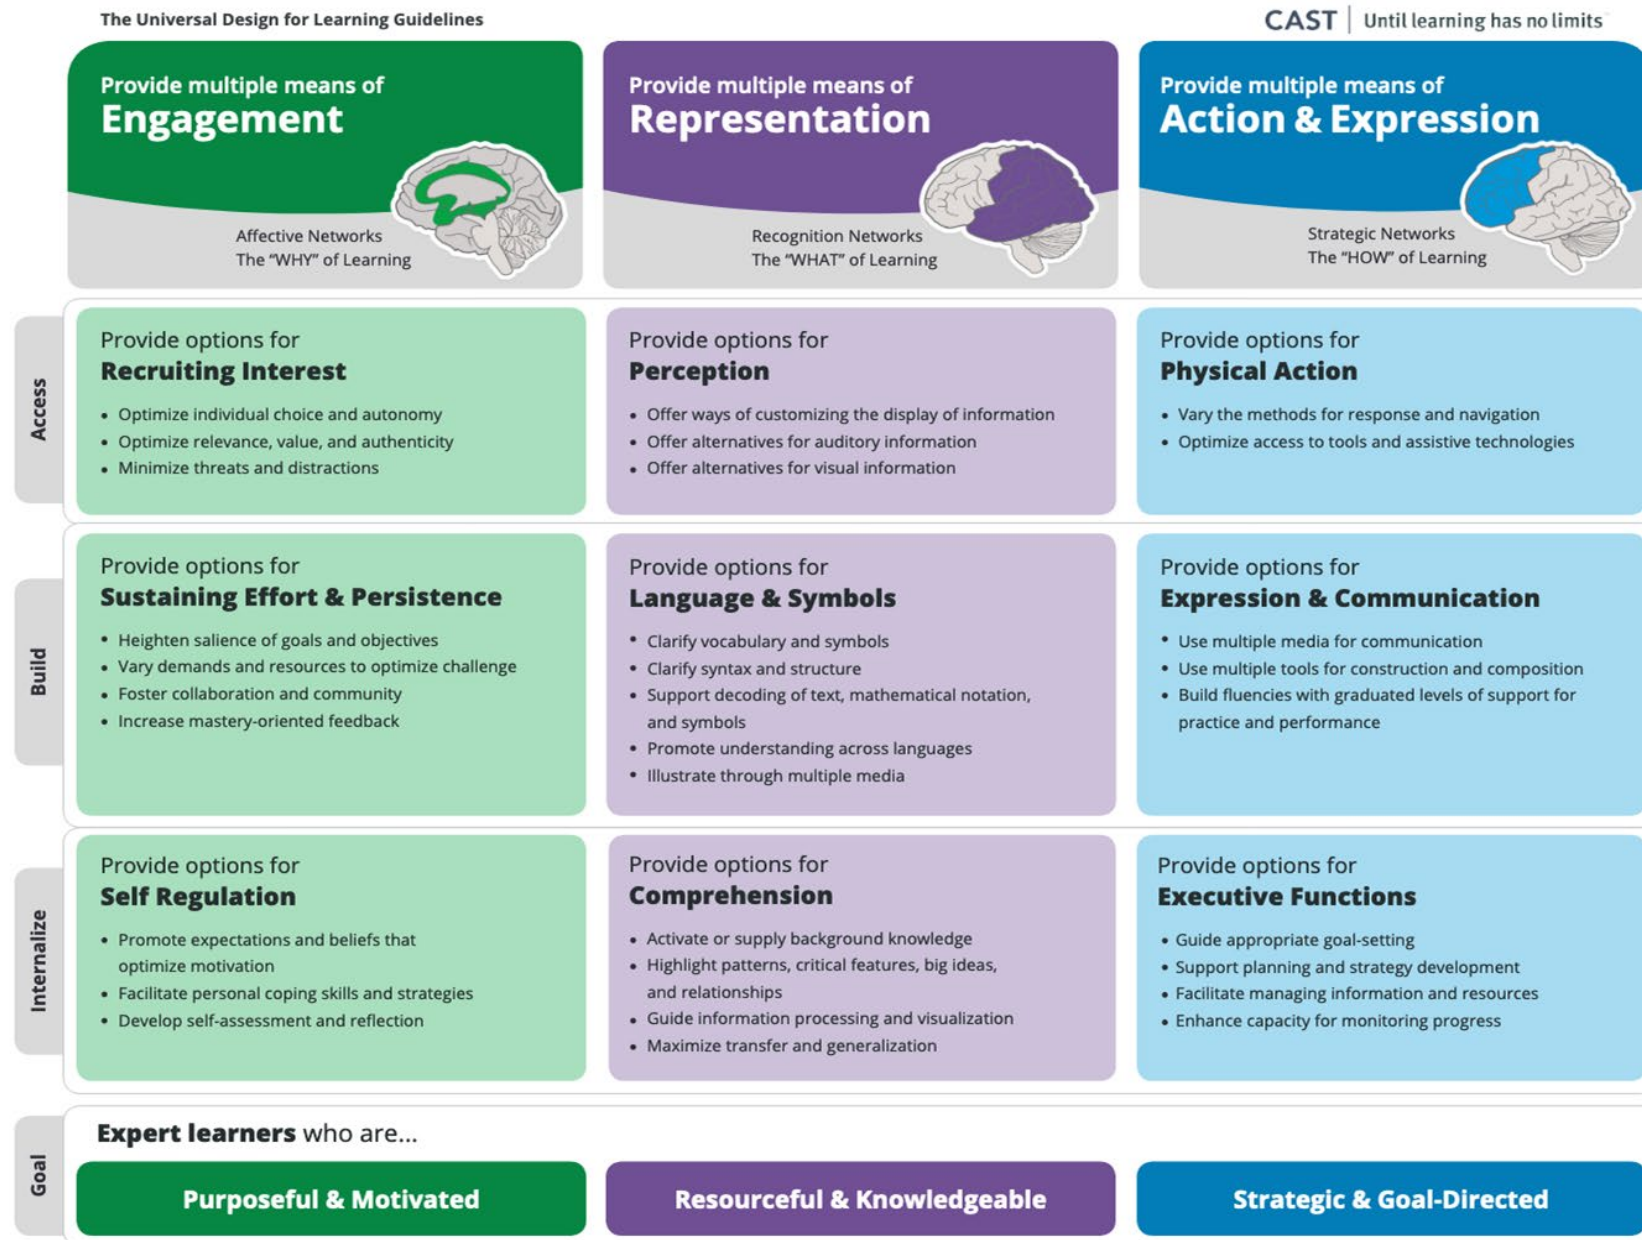 The Universal Design for Learning Guidelines
CAST | Until learning has no limits
Provide multiple means of
Engagement
Affective Networks
The “WHY” of Learning
Provide multiple means of
Representation
Recognition Networks
The “WHAT” of Learning
Provide multiple means of
Action & Expression
Strategic Networks
The “HOW” of Learning
Access
Provide options for
Recruiting Interest
• Optimize individual choice and autonomy
• Optimize relevance, value, and authenticity
• Minimize threats and distractions
Provide options for
Perception
• Offer ways of customizing the display of information
• Offer alternatives for auditory information
• Offer alternatives for visual information
Provide options for
Physical Action
• Vary the methods for response and navigation
• Optimize access to tools and assistive technologies
Build
Provide options for
Sustaining Effort & Persistence
• Heighten salience of goals and objectives
• Vary demands and resources to optimize challenge
• Foster collaboration and community
• Increase mastery-oriented feedback
Provide options for
Language & Symbols
• Clarify vocabulary and symbols
• Clarify syntax and structure
• Support decoding of text, mathematical notation,
and symbols
• Promote understanding across languages
• Illustrate through multiple media
Provide options for
Expression & Communication
• Use multiple media for communication
• Use multiple tools for construction and composition
• Build fluencies with graduated levels of support for
practice and performance
Internalize
Provide options for
Self Regulation
• Promote expectations and beliefs that
optimize motivation
• Facilitate personal coping skills and strategies
• Develop self-assessment and reflection
Provide options for
Comprehension
• Activate or supply background knowledge
• Highlight patterns, critical features, big ideas,
and relationships
• Guide information processing and visualization
• Maximize transfer and generalization
Provide options for
Executive Functions
• Guide appropriate goal-setting
• Support planning and strategy development
• Facilitate managing information and resources
• Enhance capacity for monitoring progress
Goal
Expert learners who are...
Purposeful & Motivated
Resourceful & Knowledgeable
Strategic & Goal-Directed